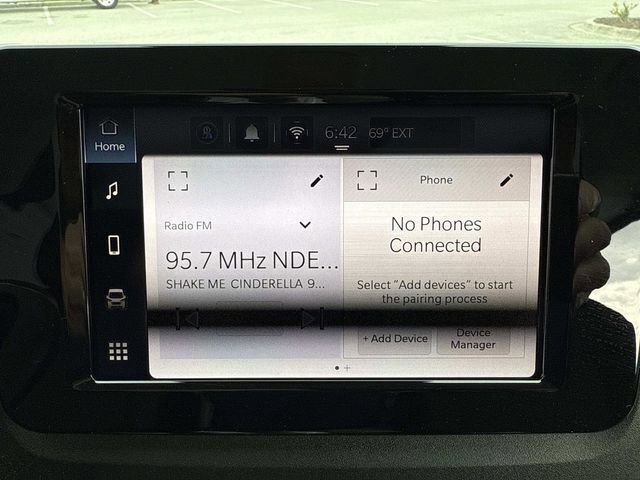 6:42 69° EXT
Home
Phone
Radio FM
No Phones
Connected
95.7 MHz NDE...
SHAKE ME CINDERELLA 9...
Select "Add devices" to start
the pairing process
+ Add Device
Device
Manager